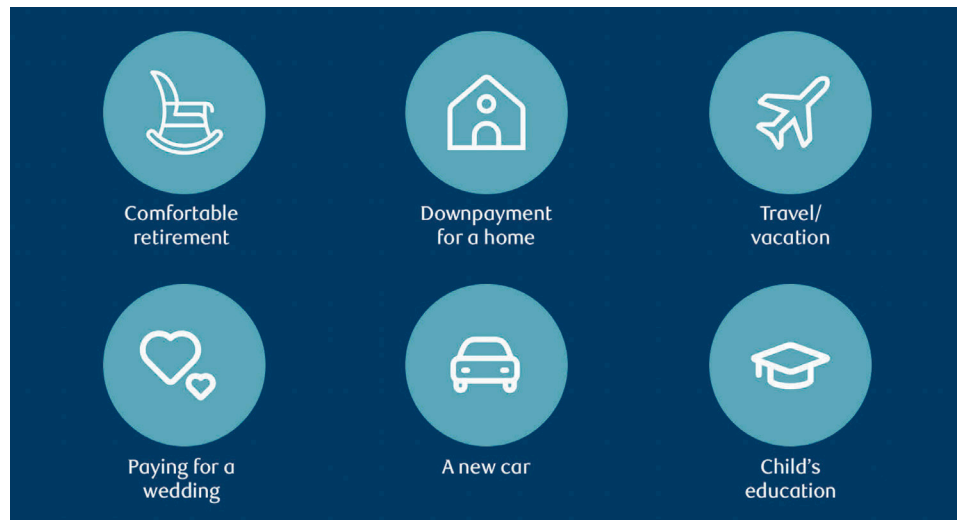 Comfortable
retirement
Downpayment
for a home
Travel/
vacation
Paying for a
wedding
A new car
Child’s
education